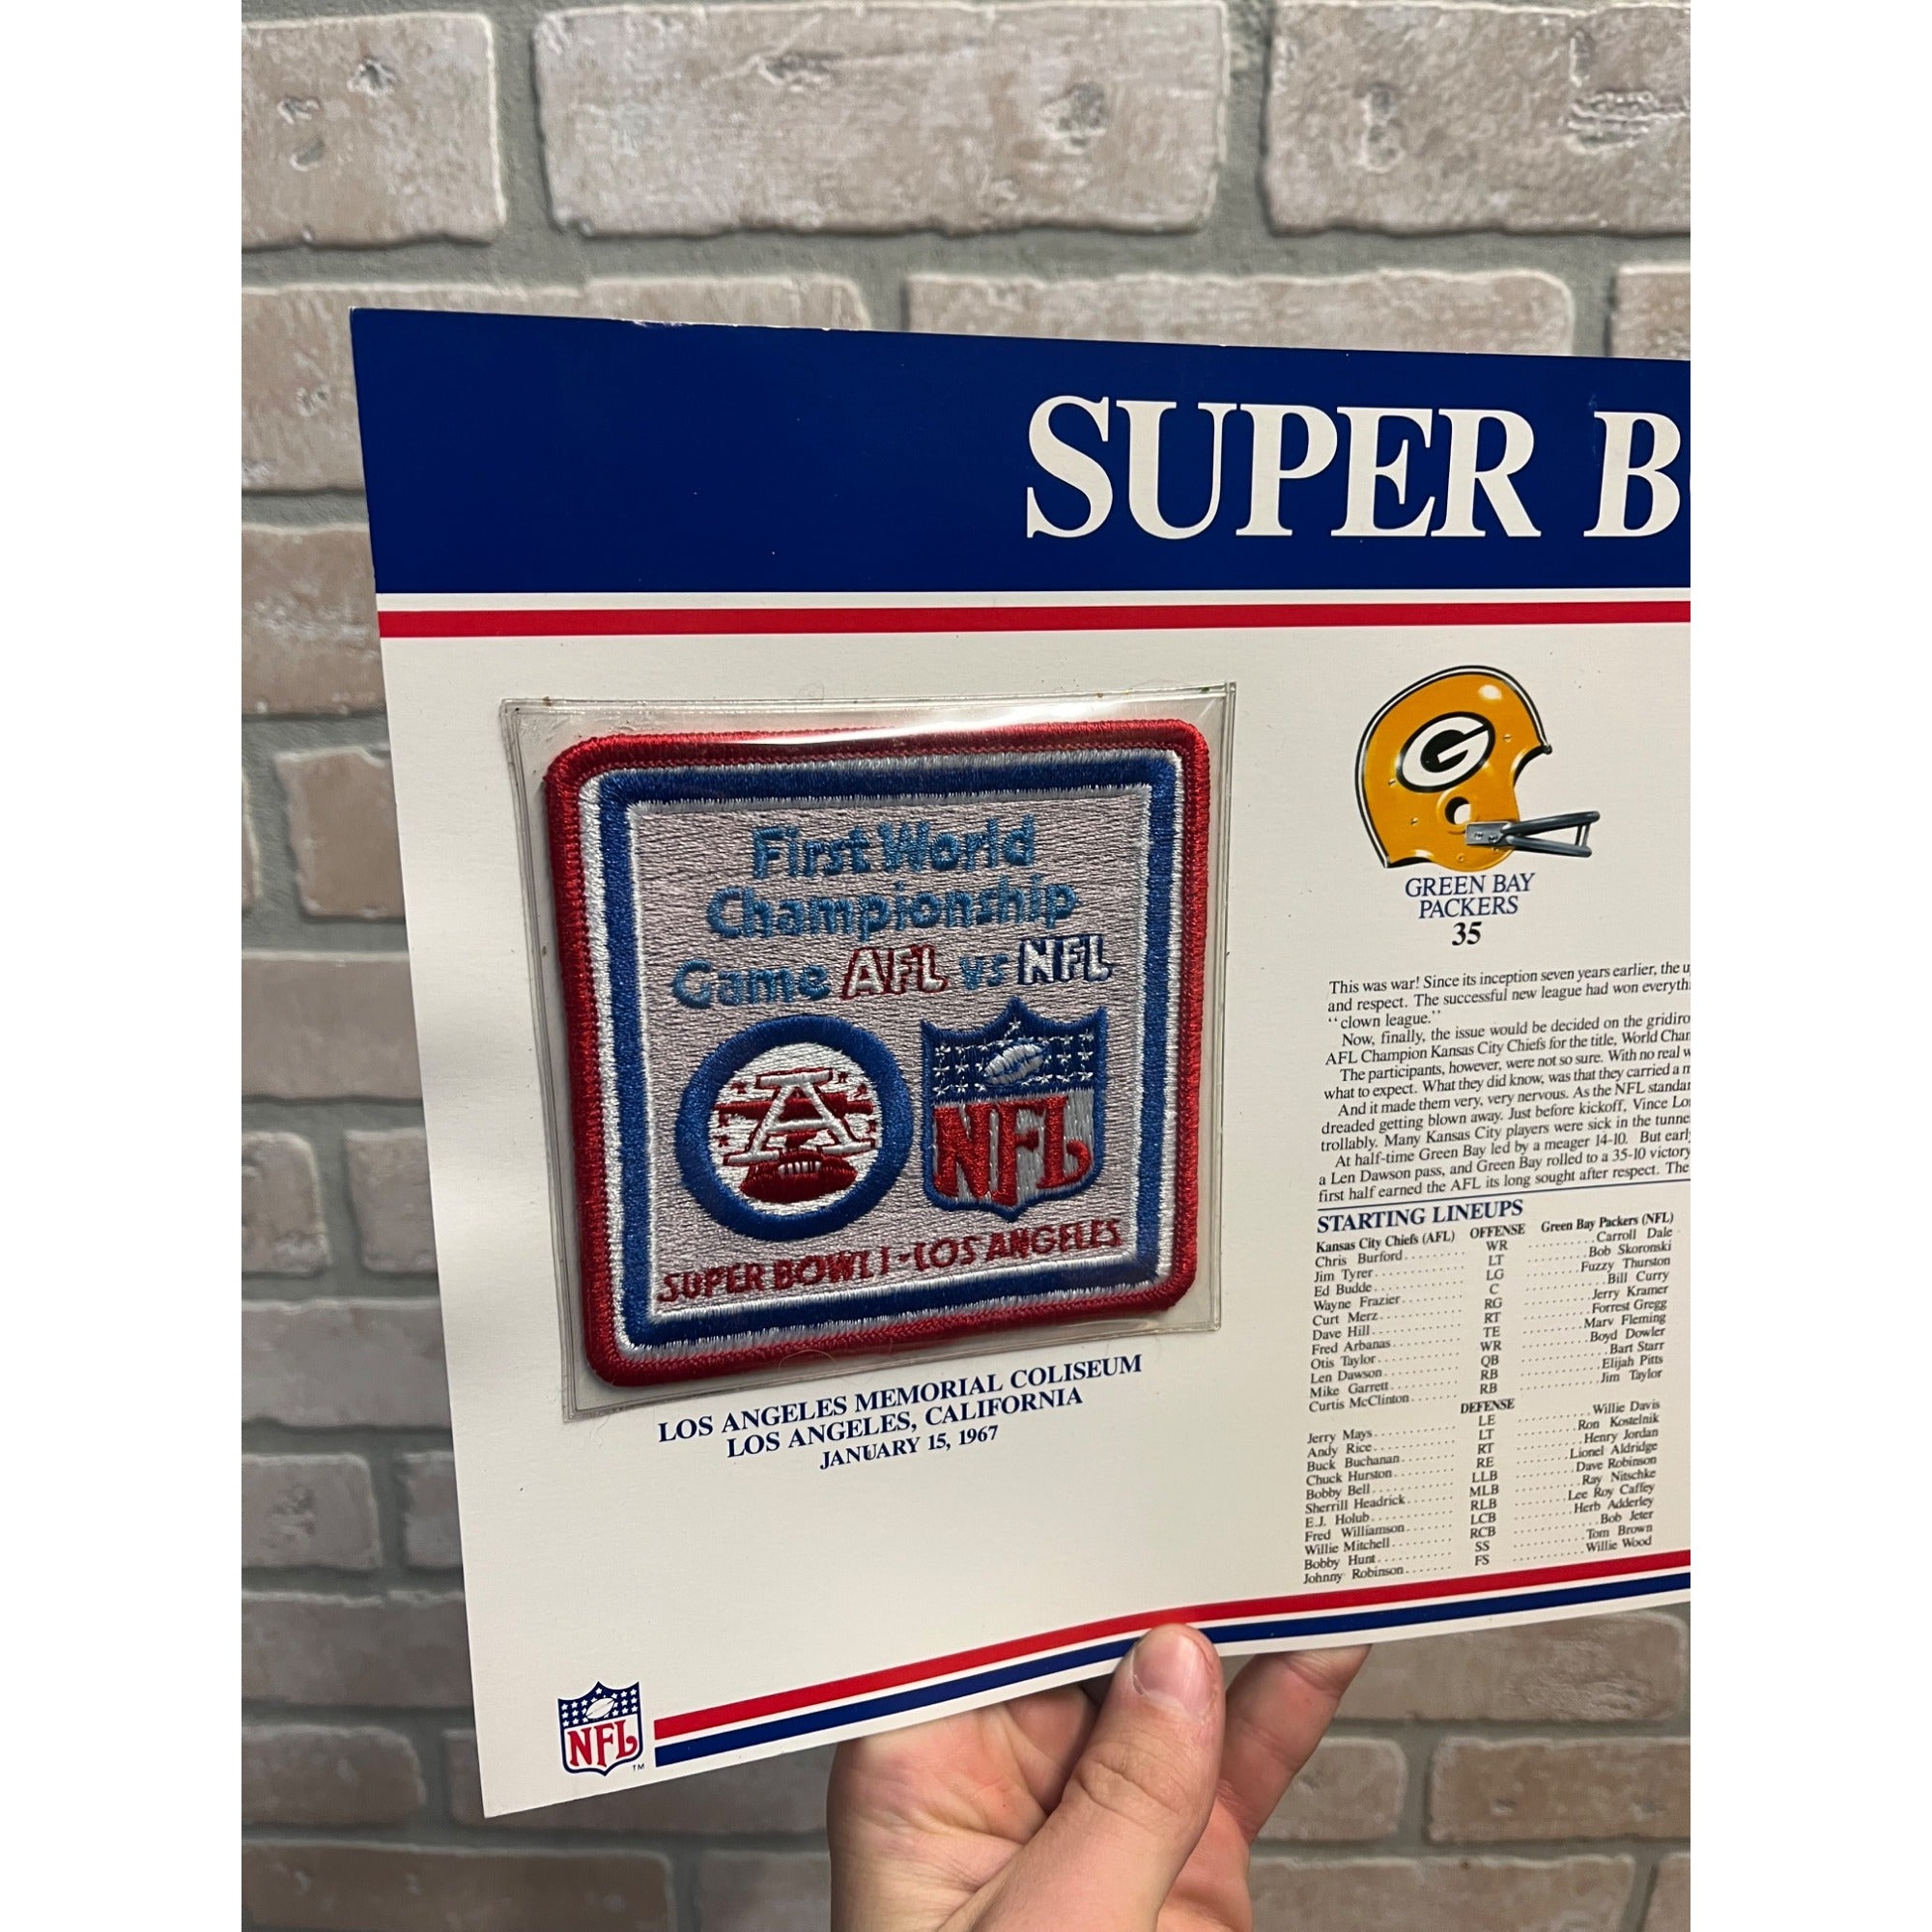 SUPER B
First World
Championship
Game AFL vs NFL
A
NFL
SUPER BOWL I - LOS ANGELES
LOS ANGELES MEMORIAL COLISEUM
LOS ANGELES, CALIFORNIA
JANUARY 15, 1967
NFL
TM
G
GREEN BAY
PACKERS
35
This was war! Since its inception seven years earlier, the u
and respect. The successful new league had won everyth
"clown league."
Now, finally, the issue would be decided on the gridiro
AFL Champion Kansas City Chiefs for the title, World Cham
The participants, however, were not so sure. With no real w
what to expect. What they did know, was that they carried a m
And it made them very, very nervous. As the NFL standar
dreaded getting blown away. Just before kickoff, Vince Lo
trollably. Many Kansas City players were sick in the tunne
At half-time Green Bay led by a meager 14-10. But earl
a Len Dawson pass, and Green Bay rolled to a 35-10 victory
first half earned the AFL its long sought after respect. The
STARTING LINEUPS
Kansas City Chiefs (AFL) OFFENSE Green Bay Packers (NFL)
Chris Burford WR Carroll Dale
Jim Tyrer LT Bob Skoronski
Ed Budde LG Fuzzy Thurston
Wayne Frazier C Bill Curry
Curt Merz RG Jerry Kramer
Dave Hill RT Forrest Gregg
Fred Arbanas TE Marv Fleming
Otis Taylor WR Boyd Dowler
Len Dawson QB Bart Starr
Mike Garrett RB Elijah Pitts
Curtis McClinton RB Jim Taylor
DEFENSE
Jerry Mays LE Willie Davis
Andy Rice LT Ron Kostelnik
Buck Buchanan RT Henry Jordan
Chuck Hurston RE Lionel Aldridge
Bobby Bell LLB Dave Robinson
Sherrill Headrick MLB Ray Nitschke
E.J. Holub RLB Lee Roy Caffey
Fred Williamson LCB Herb Adderley
Willie Mitchell RCB Bob Jeter
Bobby Hunt SS Tom Brown
Johnny Robinson FS Willie Wood